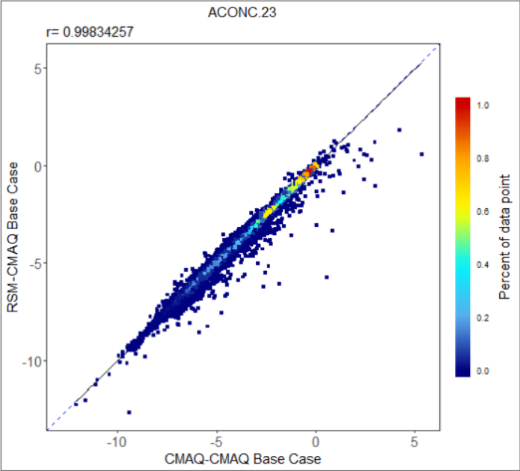 ACONC.23
r= 0.99834257
5
0
-5
-10
RSM-CMAQ Base Case
-10 -5 0 5
CMAQ-CMAQ Base Case
1.0
0.8
0.6
0.4
0.2
0.0
Percent of data point